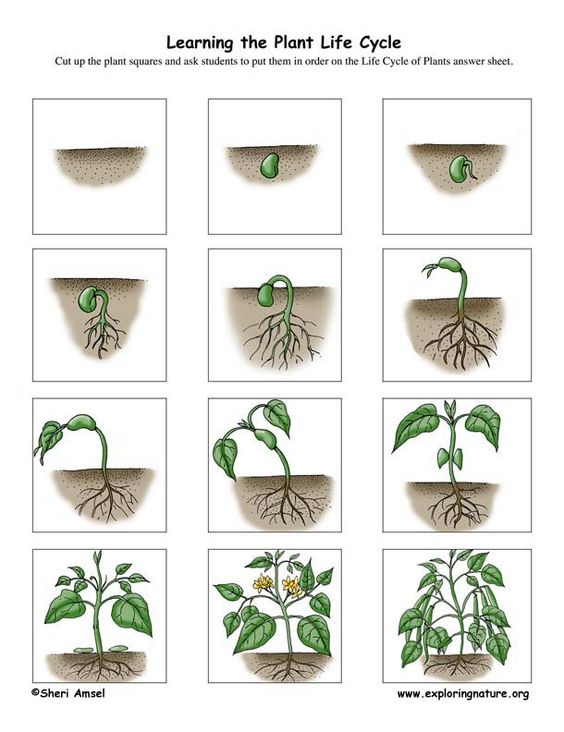 Learning the Plant Life Cycle
Cut up the plant squares and ask students to put them in order on the Life Cycle of Plants answer sheet.
©Sheri Amsel
www.exploringnature.org